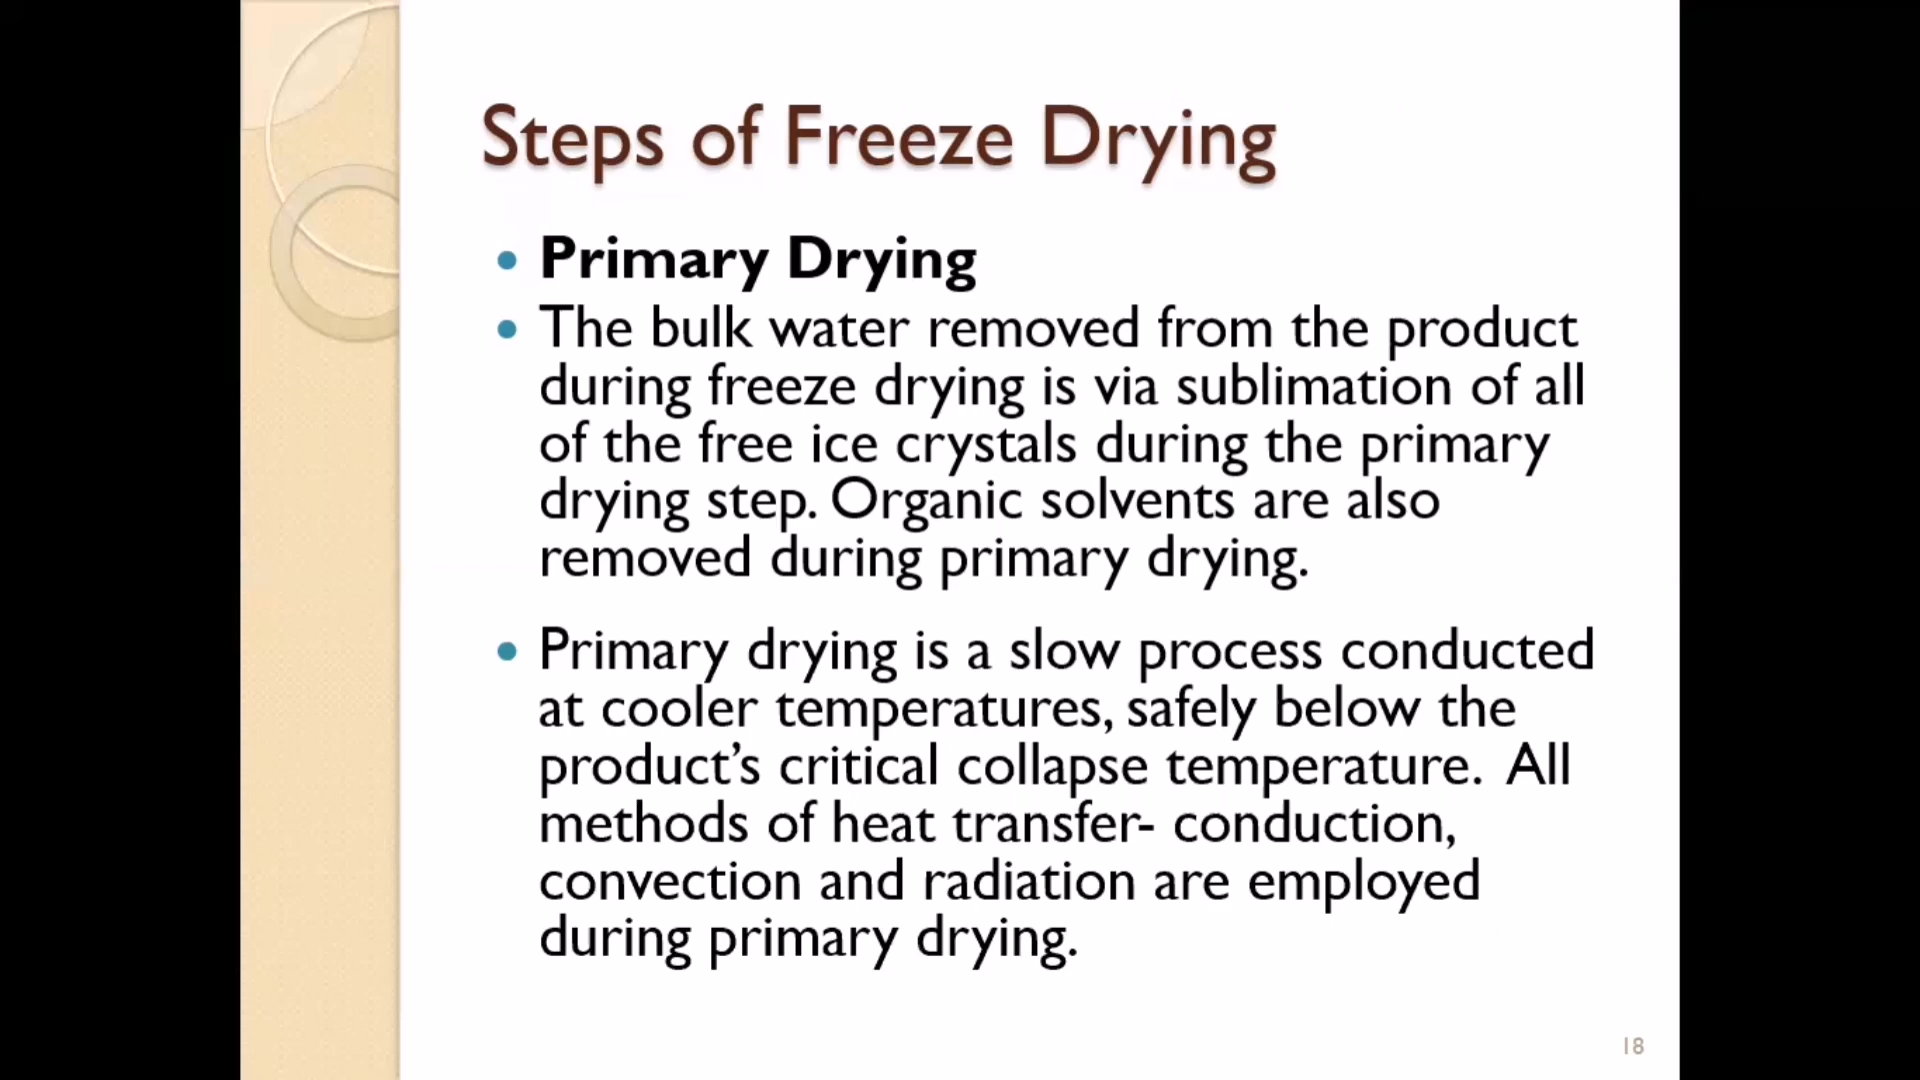 Steps of Freeze Drying
• Primary Drying
• The bulk water removed from the product
during freeze drying is via sublimation of all
of the free ice crystals during the primary
drying step. Organic solvents are also
removed during primary drying.
• Primary drying is a slow process conducted
at cooler temperatures, safely below the
product’s critical collapse temperature.  All
methods of heat transfer- conduction,
convection and radiation are employed
during primary drying.
18